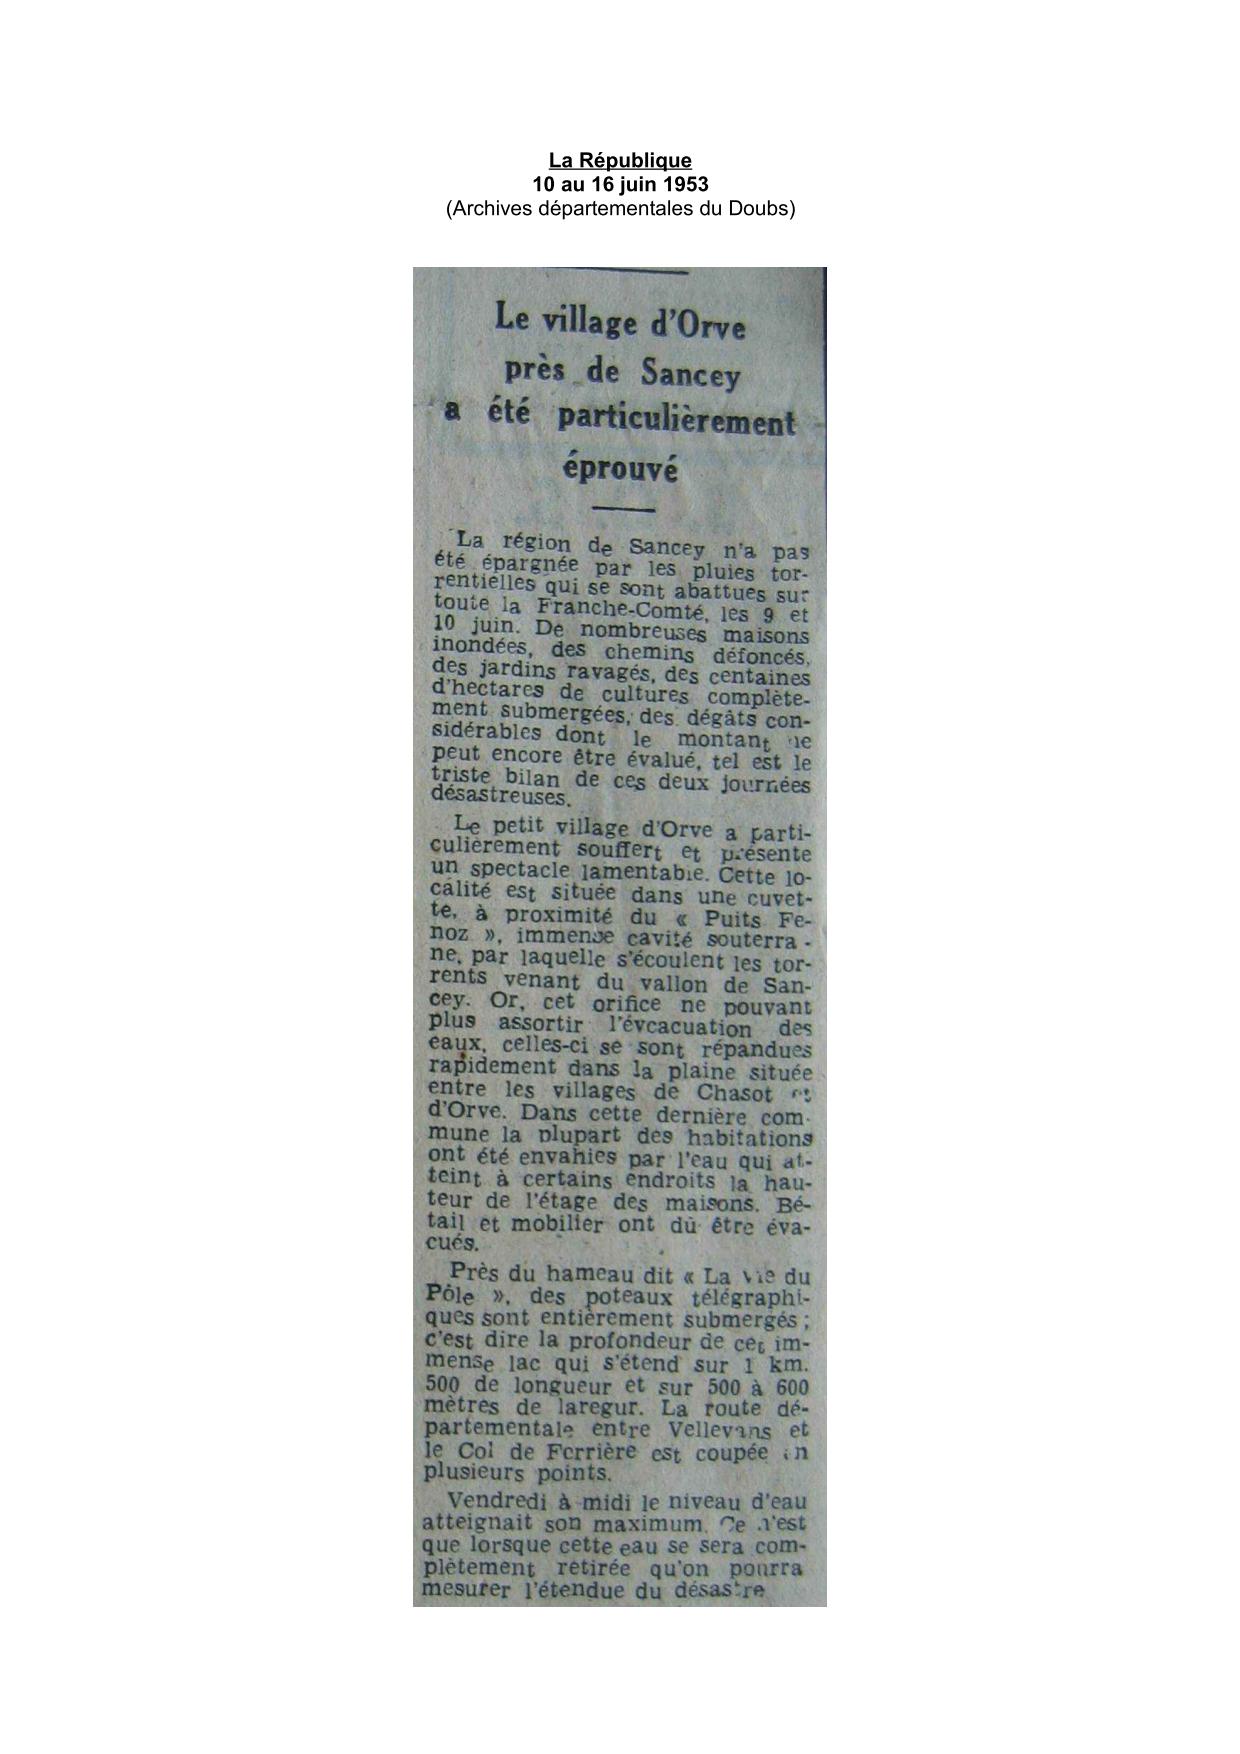 La République
10 au 16 juin 1953
(Archives départementales du Doubs)
Le village d'Orve
près de Sancey
a été particulièrement
éprouvé
La région de Sancey n'a pas
été épargnée par les pluies tor-
rentielles qui se sont abattues sur
toute la Franche-Comté, les 9 et
10 juin. De nombreuses maisons
inondées, des chemins défoncés,
des jardins ravagés, des centaines
d'hectares de cultures complète-
ment submergées, des dégâts con-
sidérables dont le montant ne
peut encore être évalué, tel est le
triste bilan de ces deux journées
désastreuses.
Le petit village d'Orve a parti-
culièrement souffert et présente
un spectacle lamentable. Cette lo-
calité est située dans une cuvet-
te, à proximité du « Puits Fe-
noz », immense cavité souterra -
ne, par laquelle s'écoulent les tor-
rents venant du vallon de San-
cey. Or, cet orifice ne pouvant
plus assortir l'évcacuation des
eaux, celles-ci se sont répandues
rapidement dans la plaine située
entre les villages de Chasot et
d'Orve. Dans cette dernière com-
mune la plupart des habitations
ont été envahies par l'eau qui at-
teint à certains endroits la hau-
teur de l'étage des maisons. Bé-
tail et mobilier ont dû être éva-
cués.
Près du hameau dit « La Vie du
Pôle », des poteaux télégraphi-
ques sont entièrement submergés ;
c'est dire la profondeur de cet im-
mense lac qui s'étend sur 1 km.
500 de longueur et sur 500 à 600
mètres de laregur. La route dé-
partementale entre Vellevans et
le Col de Ferrière est coupée en
plusieurs points.
Vendredi à midi le niveau d'eau
atteignait son maximum. Ce n'est
que lorsque cette eau se sera com-
plètement retirée qu'on pourra
mesurer l'étendue du désastre